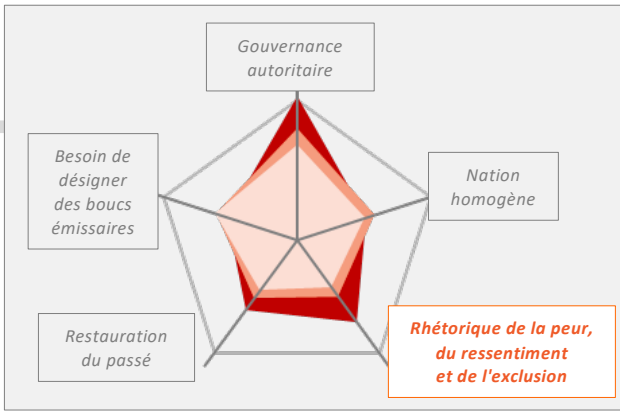 Gouvernance
autoritaire
Besoin de
désigner
des boucs
émissaires
Nation
homogène
Restauration
du passé
Rhétorique de la peur,
du ressentiment
et de l'exclusion